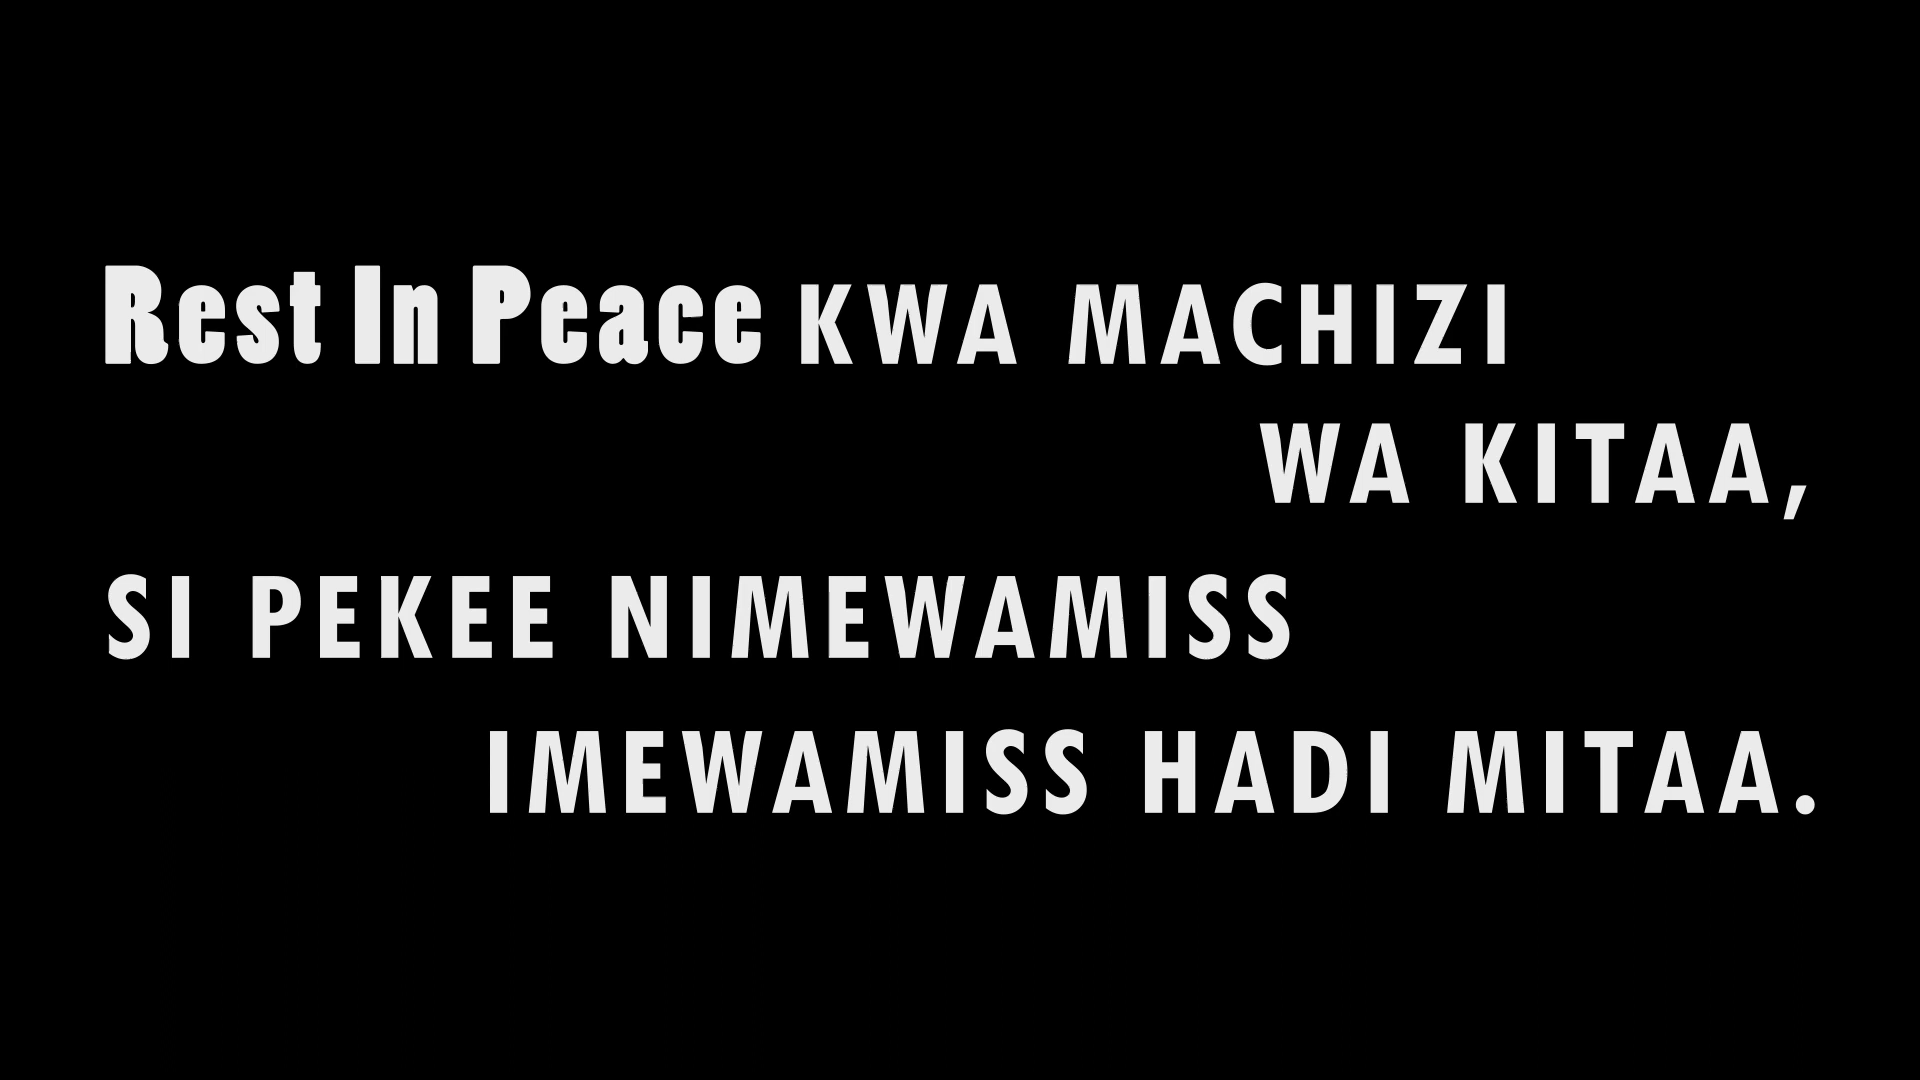 Rest In Peace KWA MACHIZI
WA KITAA,
SI PEKEE NIMEWAMISS
IMEWAMISS HADI MITAA.